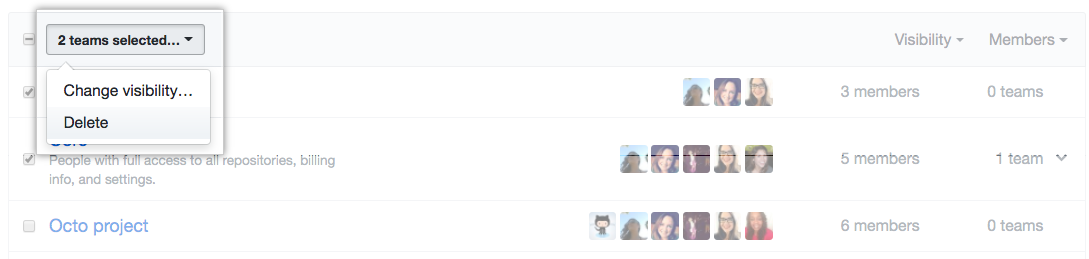 2 teams selected...
Visibility
Members
Change visibility...
3 members
0 teams
Delete
People with full access to all repositories, billing
info, and settings.
5 members
1 team
Octo project
6 members
0 teams